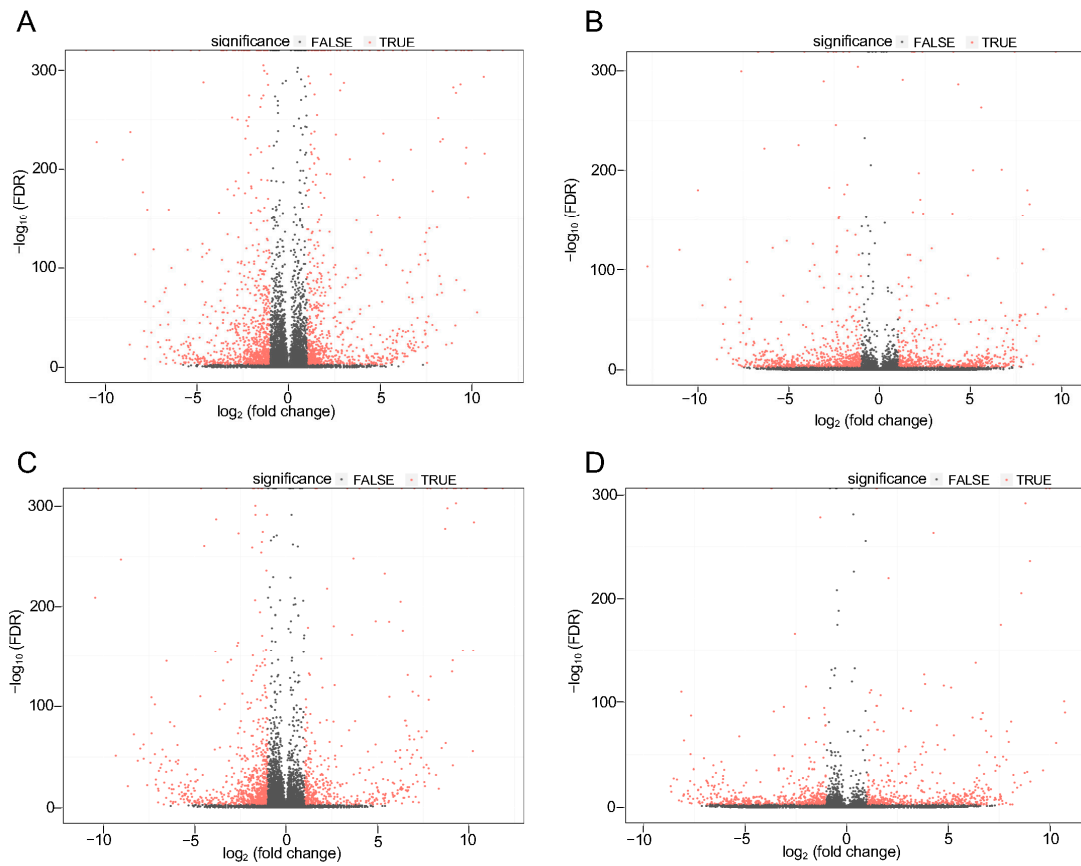 A
significance FALSE TRUE
300
200
100
0
−log₁₀ (FDR)
−10 −5 0 5 10
log₂ (fold change)
B
significance FALSE TRUE
300
200
100
0
−log₁₀ (FDR)
−10 −5 0 5 10
log₂ (fold change)
C
significance FALSE TRUE
300
200
100
0
−log₁₀ (FDR)
−10 −5 0 5 10
log₂ (fold change)
D
significance FALSE TRUE
300
200
100
0
−log₁₀ (FDR)
−10 −5 0 5 10
log₂ (fold change)